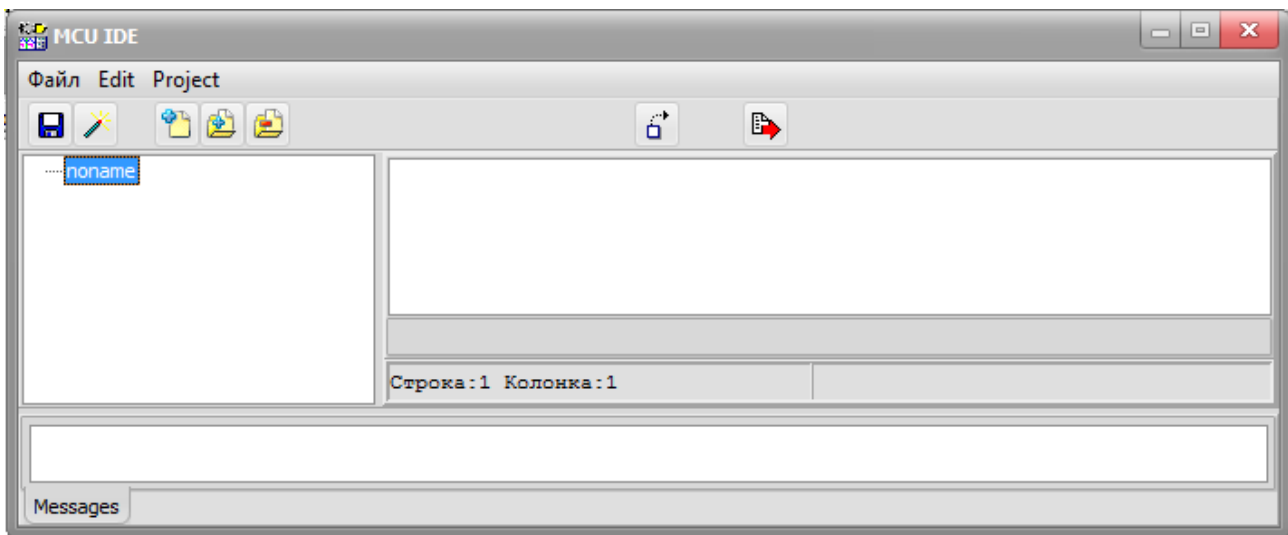 MCU IDE
Файл Edit Project
noname
Строка:1 Колонка:1
Messages